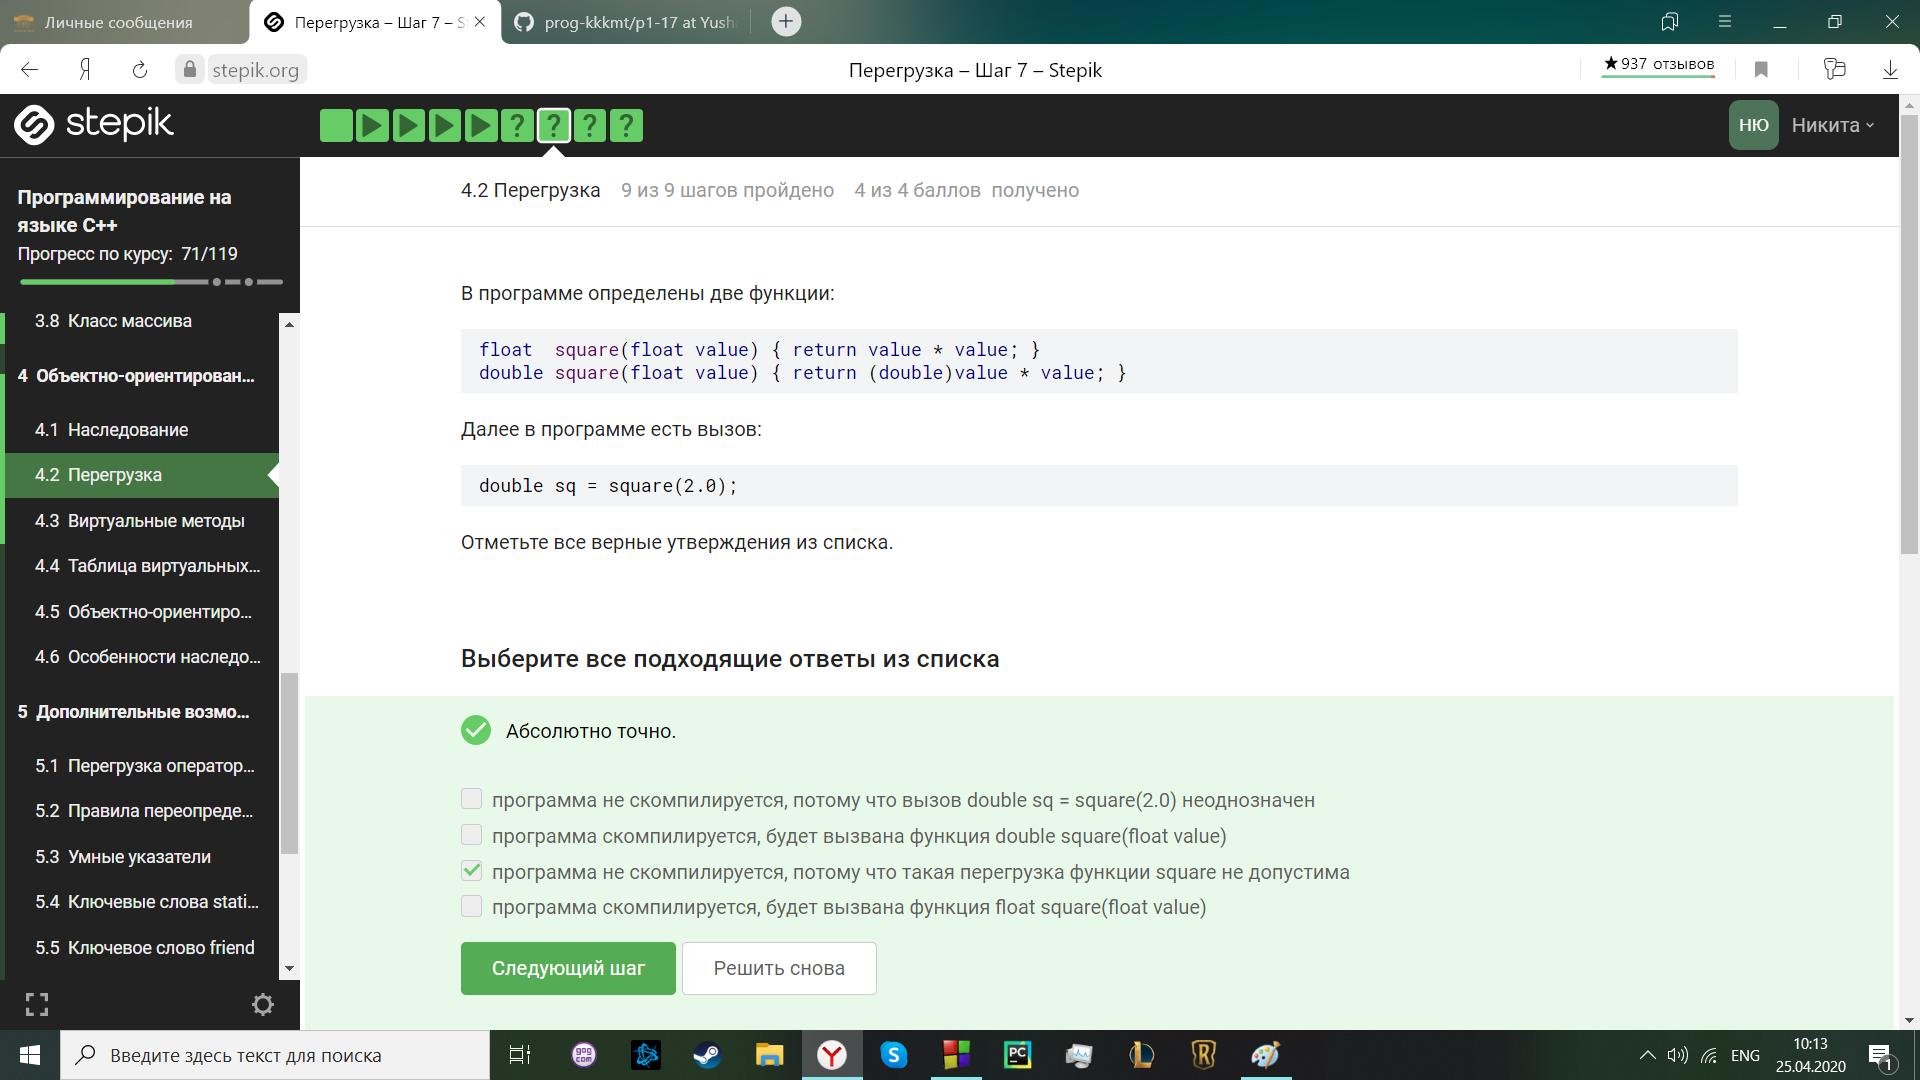 Личные сообщения
Перегрузка – Шаг 7 – S
prog-kkkmt/p1-17 at Yush
stepik.org
Перегрузка – Шаг 7 – Stepik
★937 отзывов
stepik
НЮ
Никита
Программирование на
языке C++
Прогресс по курсу: 71/119
3.8 Класс массива
4 Объектно-ориентирован...
4.1 Наследование
4.2 Перегрузка
4.3 Виртуальные методы
4.4 Таблица виртуальных...
4.5 Объектно-ориентиро...
4.6 Особенности наследо...
5 Дополнительные возмо...
5.1 Перегрузка оператор...
5.2 Правила переопреде...
5.3 Умные указатели
5.4 Ключевые слова stati...
5.5 Ключевое слово friend
4.2 Перегрузка 9 из 9 шагов пройдено 4 из 4 баллов получено
В программе определены две функции:
float square(float value) { return value * value; }
double square(float value) { return (double)value * value; }
Далее в программе есть вызов:
double sq = square(2.0);
Отметьте все верные утверждения из списка.
Выберите все подходящие ответы из списка
Абсолютно точно.
программа не скомпилируется, потому что вызов double sq = square(2.0) неоднозначен
программа скомпилируется, будет вызвана функция double square(float value)
программа не скомпилируется, потому что такая перегрузка функции square не допустима
программа скомпилируется, будет вызвана функция float square(float value)
Следующий шаг
Решить снова
Введите здесь текст для поиска
gog
com
PC
ENG
10:13
25.04.2020
1